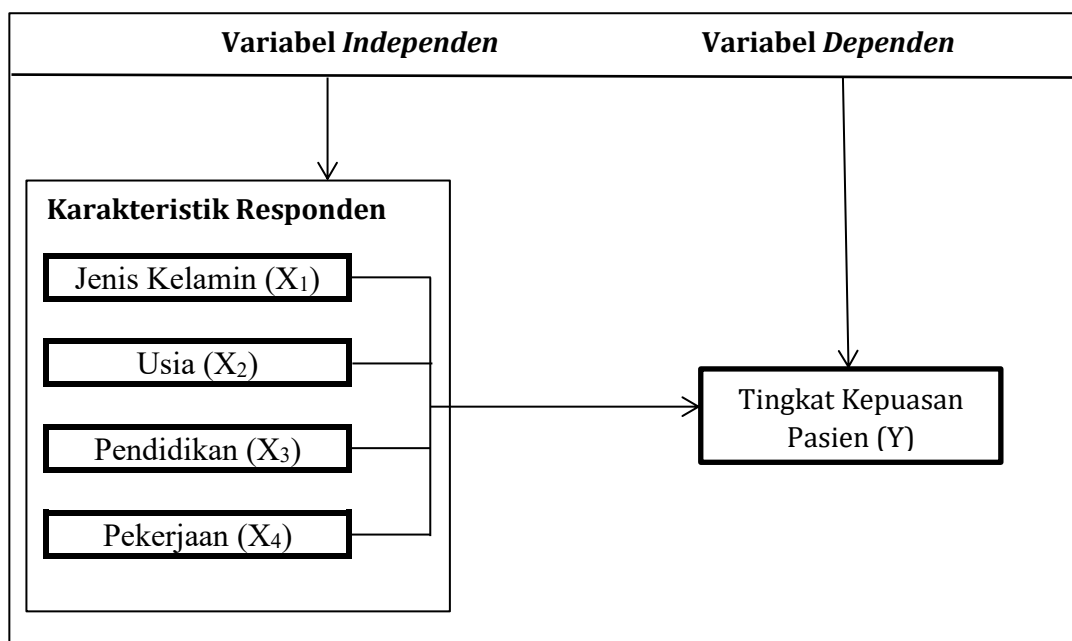 Variabel Independen Variabel Dependen
Karakteristik Responden
Jenis Kelamin (X₁)
Usia (X₂)
Pendidikan (X₃)
Pekerjaan (X₄)
Tingkat Kepuasan
Pasien (Y)